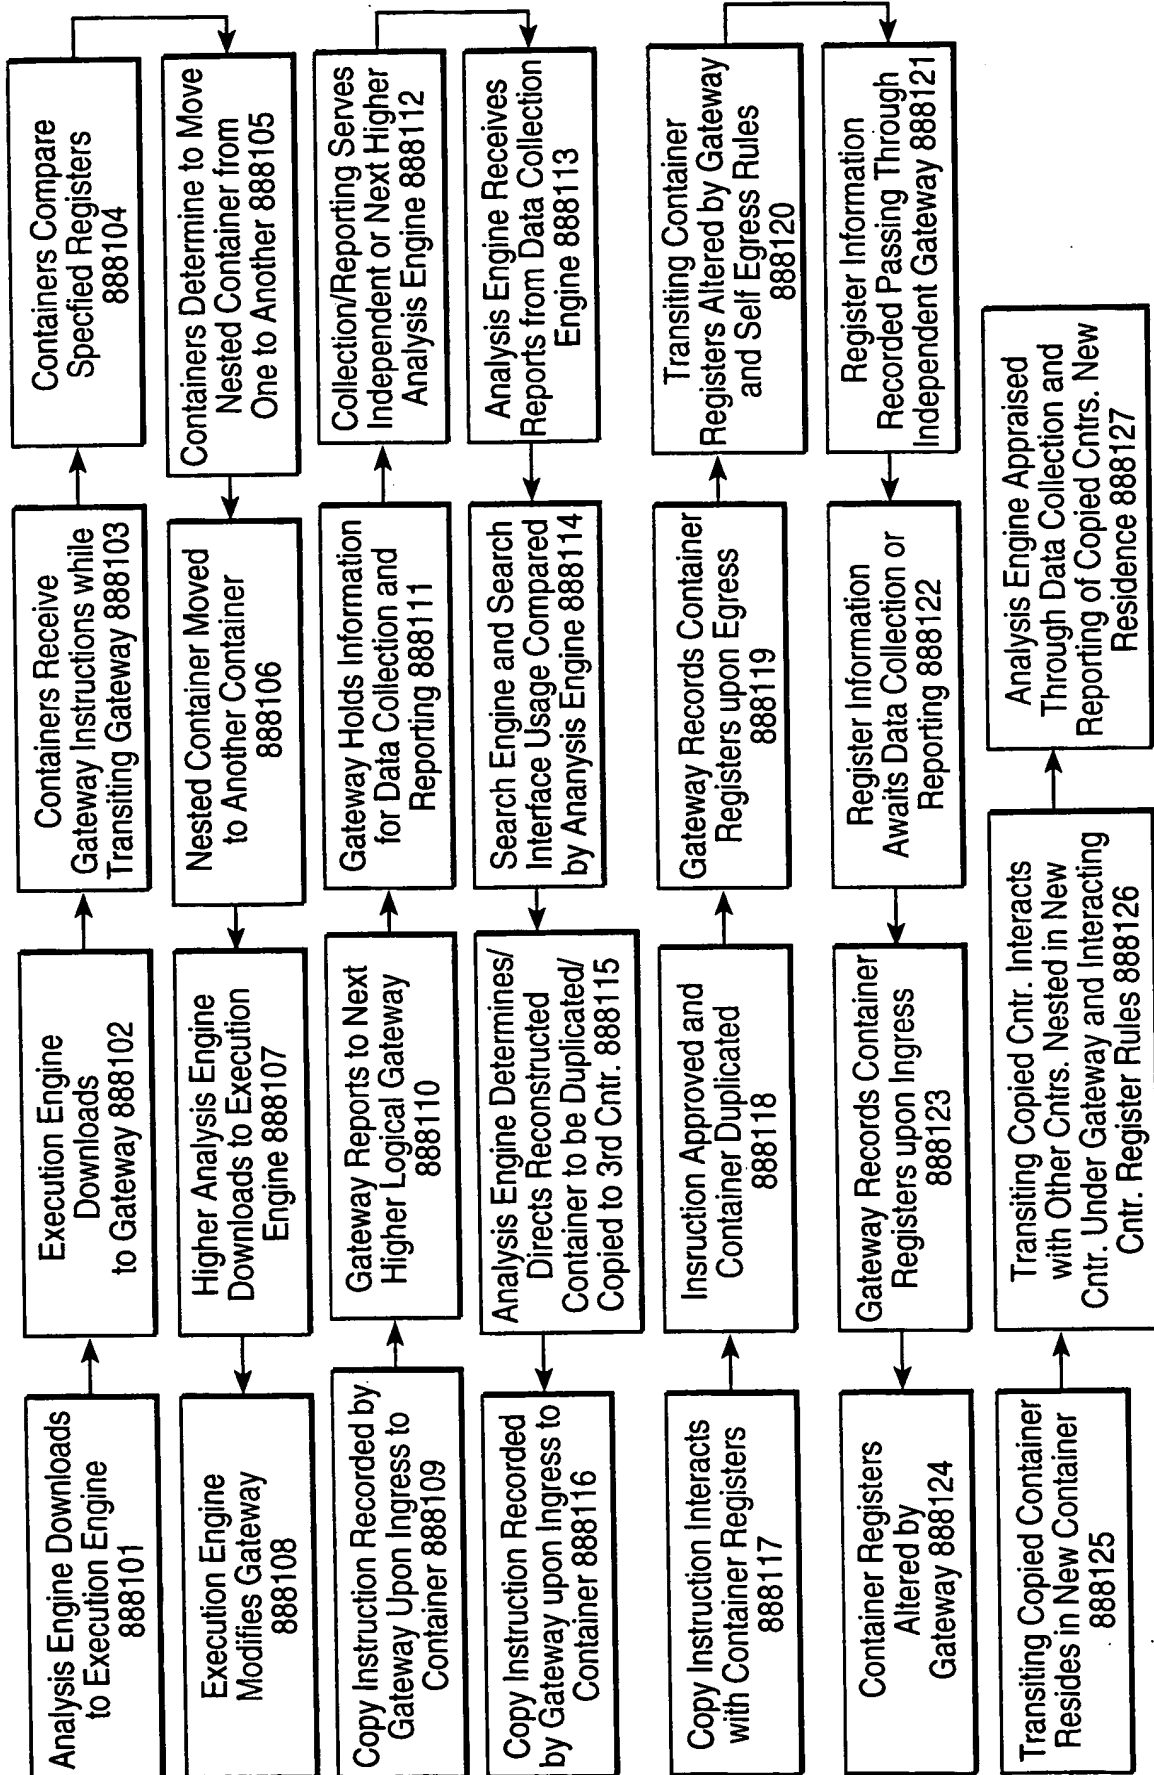 Analysis Engine Downloads
to Execution Engine
888101
Execution Engine
Downloads
to Gateway 888102
Containers Receive
Gateway Instructions while
Transiting Gateway 888103
Containers Compare
Specfied Registers
888104
Containers Determine to Move
Nested Container from
One to Another 888105
Nested Container Moved
to Another Container
888106
Higher Analysis Engine
Downloads to Execution
Engine 888107
Execution Engine
Modifies Gateway
888108
Copy Instruction Recorded by
Gateway Upon Ingress to
Container 888109
Gateway Reports to Next
Higher Logical Gateway
888110
Gateway Holds Information
for Data Collection and
Reporting 888111
Collection/Reporting Serves
Independent or Next Higher
Analysis Engine 888112
Analysis Engine Receives
Reports from Data Collection
Engine 888113
Search Engine and Search
Interface Usage Compared
by Ananysis Engine 888114
Analysis Engine Determines/
Directs Reconstructed
Container to be Duplicated/
Copied to 3rd Cntr. 888115
Copy Instruction Recorded
by Gateway upon Ingress to
Container 888116
Copy Instruction Interacts
with Container Registers
888117
Insruction Approved and
Container Duplicated
888118
Gateway Records Container
Registers upon Egress
888119
Transiting Container
Registers Altered by Gateway
and Self Egress Rules
888120
Register Information
Recorded Passing Through
Independent Gateway 888121
Register Information
Awaits Data Collection or
Reporting 888122
Gateway Records Container
Registers upon Ingress
888123
Container Registers
Altered by
Gateway 888124
Transiting Copied Container
Resides in New Container
888125
Transiting Copied Cntr. Interacts
with Other Cntrs. Nested in New
Cntr. Under Gateway and Interacting
Cntr. Register Rules 888126
Analysis Engine Appraised
Through Data Collection and
Reporting of Copied Cntrs. New
Residence 888127